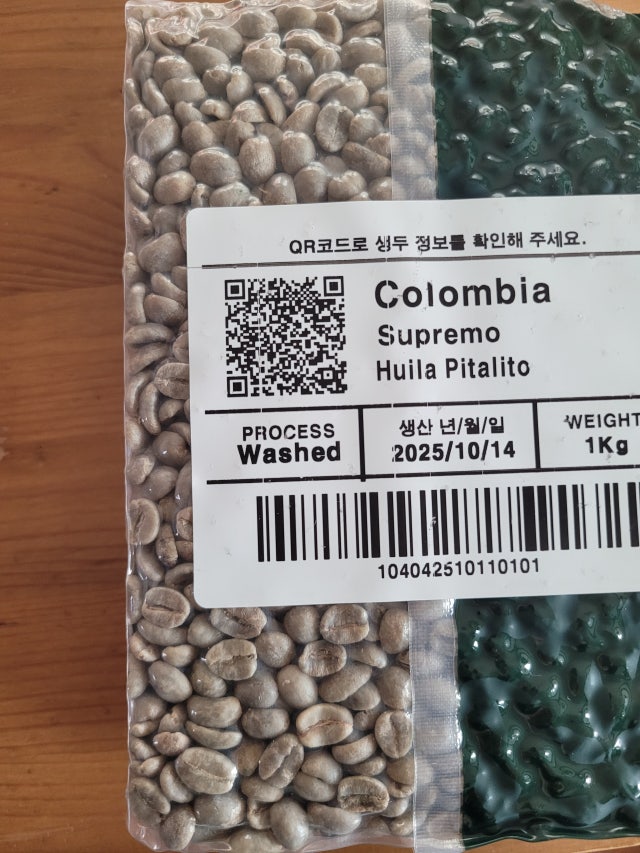 QR코드로 생두 정보를 확인해 주세요.
Colombia
Supremo
Huila Pitalito
PROCESS
Washed
생산 년/월/일
2025/10/14
WEIGHT
1Kg
104042510110101